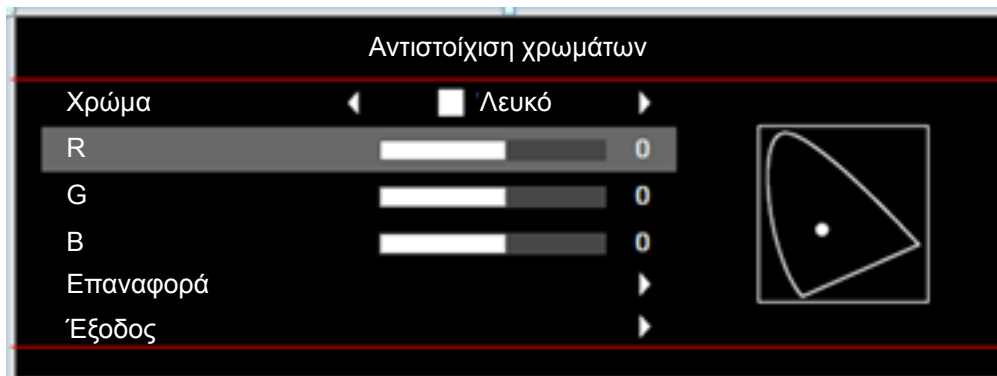 Αντιστοίχιση χρωμάτων
Χρώμα Λευκό
R 0
G 0
B 0
Επαναφορά
Έξοδος